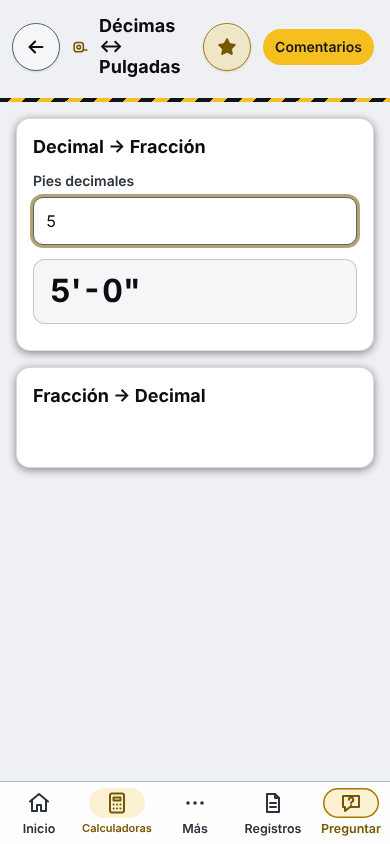 Décimas
↔
Pulgadas
Comentarios
Decimal → Fracción
Pies decimales
5
5'-0"
Fracción → Decimal
Inicio
Calculadoras
Más
Registros
Preguntar